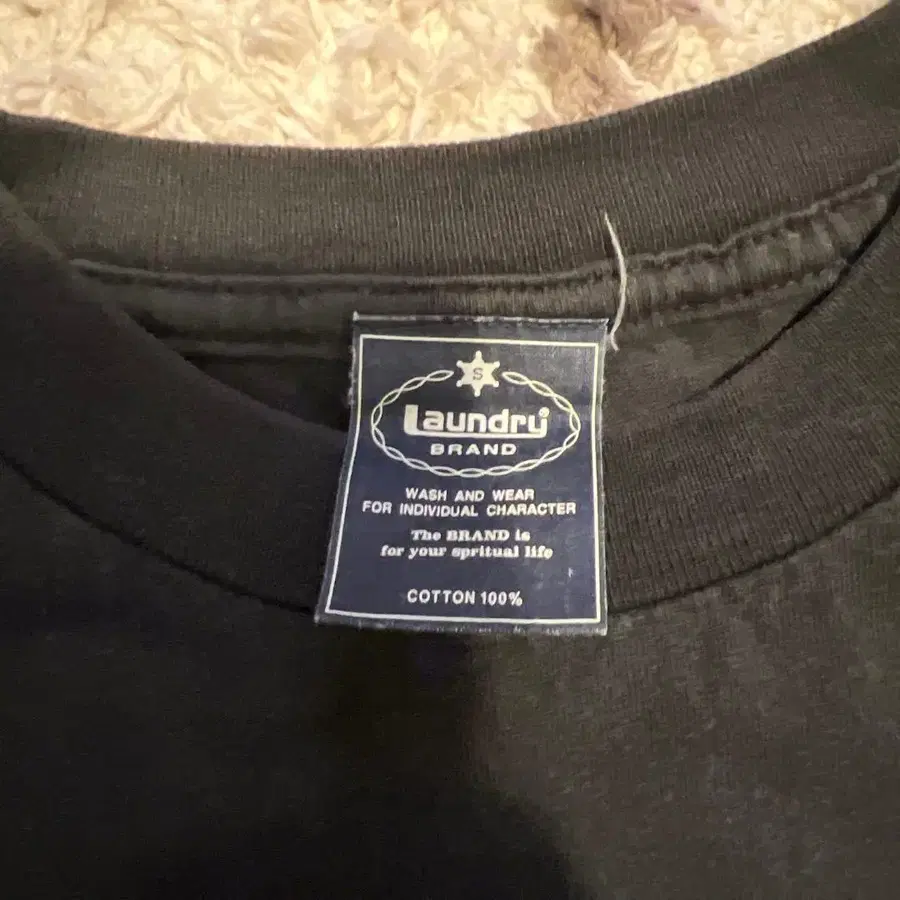 S
Laundry®
BRAND
WASH AND WEAR
FOR INDIVIDUAL CHARACTER
The BRAND is
for your spritual life
COTTON 100%